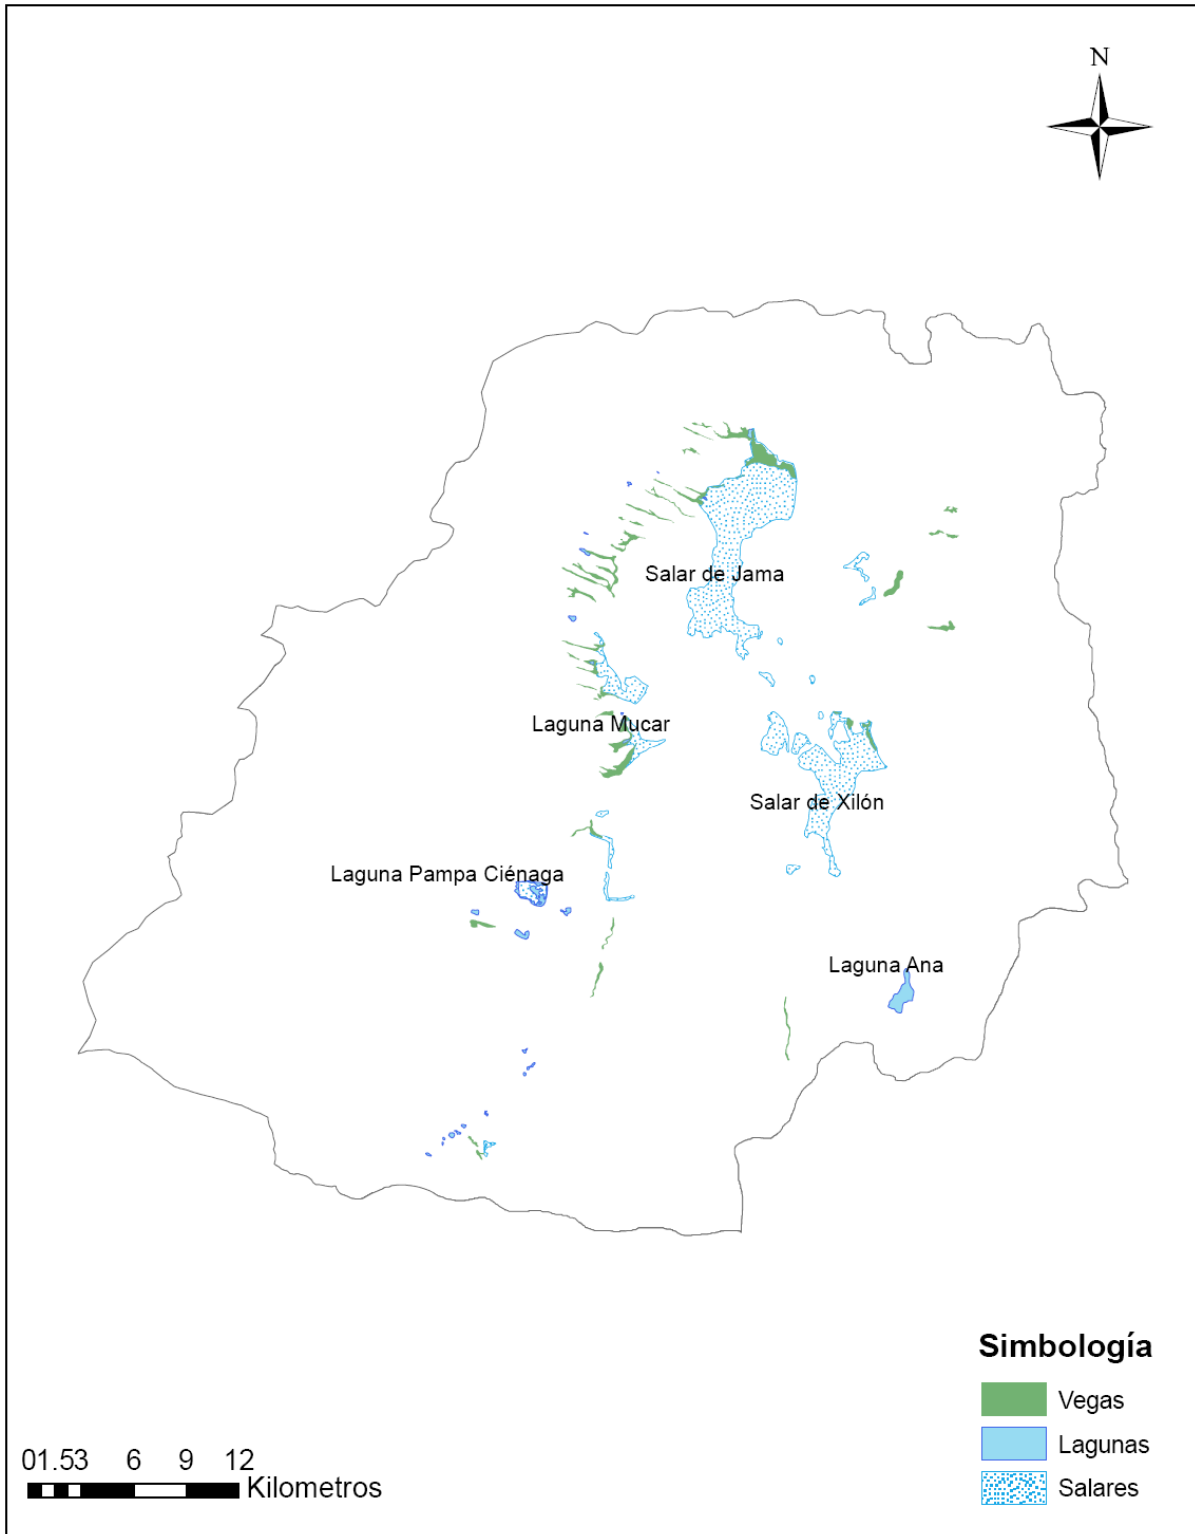 N
Salar de Jama
Laguna Mucar
Salar de Xilón
Laguna Pampa Ciénaga
Laguna Ana
Simbología
Vegas
Lagunas
Salares
01.53 6 9 12
Kilometros